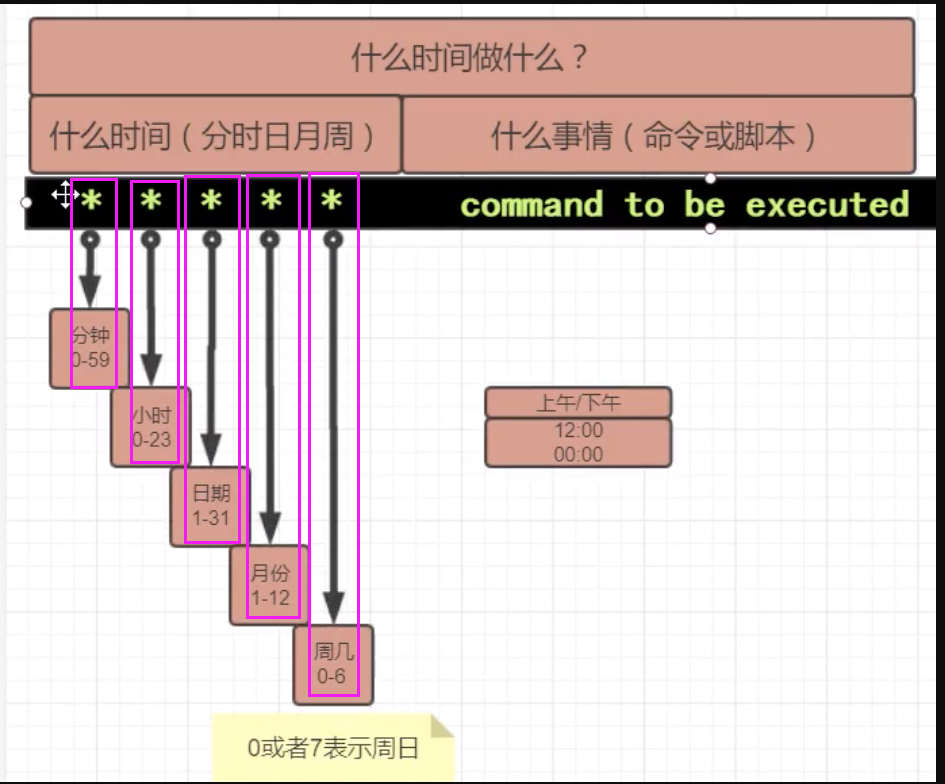 什么时间做什么？
什么时间（分时日月周）
什么事情（命令或脚本）
* * * * * command to be executed
分钟
0-59
小时
0-23
日期
1-31
月份
1-12
周几
0-6
上午/下午
12:00
00:00
0或者7表示周日